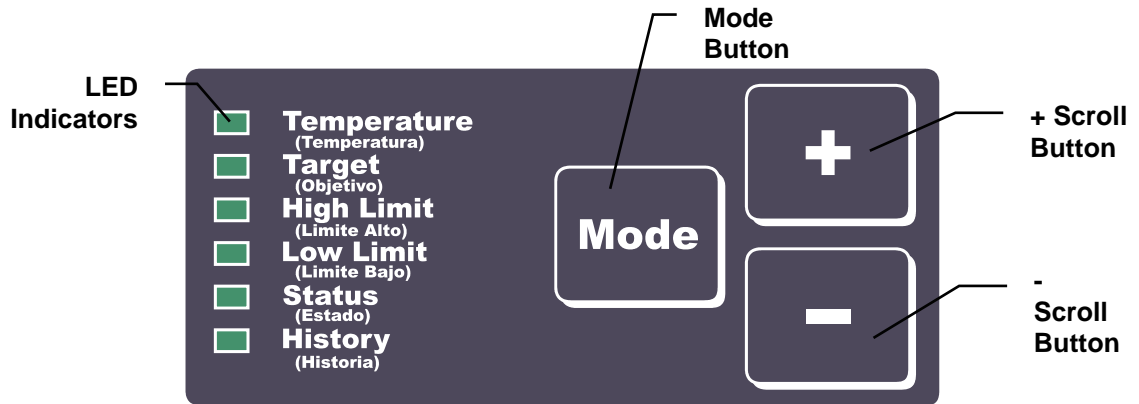 Mode
Button
LED
Indicators
Temperature
(Temperatura)
Target
(Objetivo)
High Limit
(Limite Alto)
Low Limit
(Limite Bajo)
Status
(Estado)
History
(Historia)
Mode
+
-
+ Scroll
Button
-
Scroll
Button